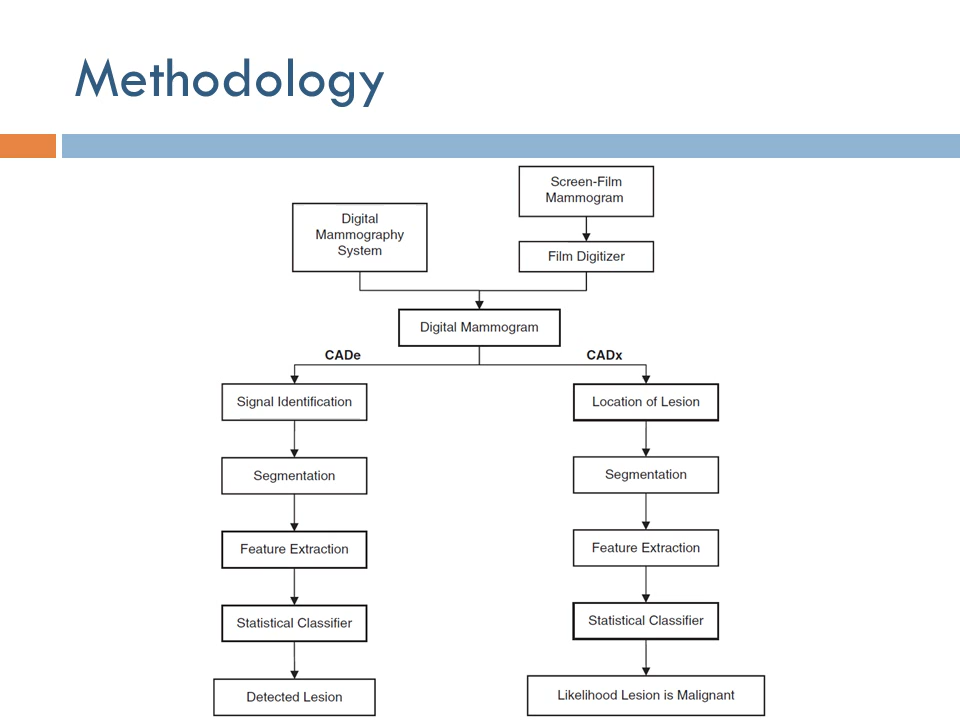 Methodology
Screen-Film
Mammogram
Digital
Mammography
System
Film Digitizer
Digital Mammogram
CADe
CADx
Signal Identification
Location of Lesion
Segmentation
Segmentation
Feature Extraction
Feature Extraction
Statistical Classifier
Statistical Classifier
Detected Lesion
Likelihood Lesion is Malignant